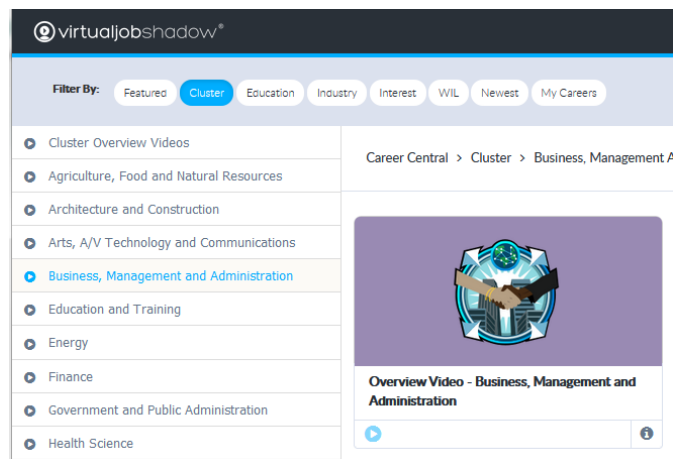 virtualjobshadow®
Filter By: Featured Cluster Education Industry Interest WIL Newest My Careers
Cluster Overview Videos
Agriculture, Food and Natural Resources
Architecture and Construction
Arts, A/V Technology and Communications
Business, Management and Administration
Education and Training
Energy
Finance
Government and Public Administration
Health Science
Career Central > Cluster > Business, Management A
Overview Video - Business, Management and
Administration